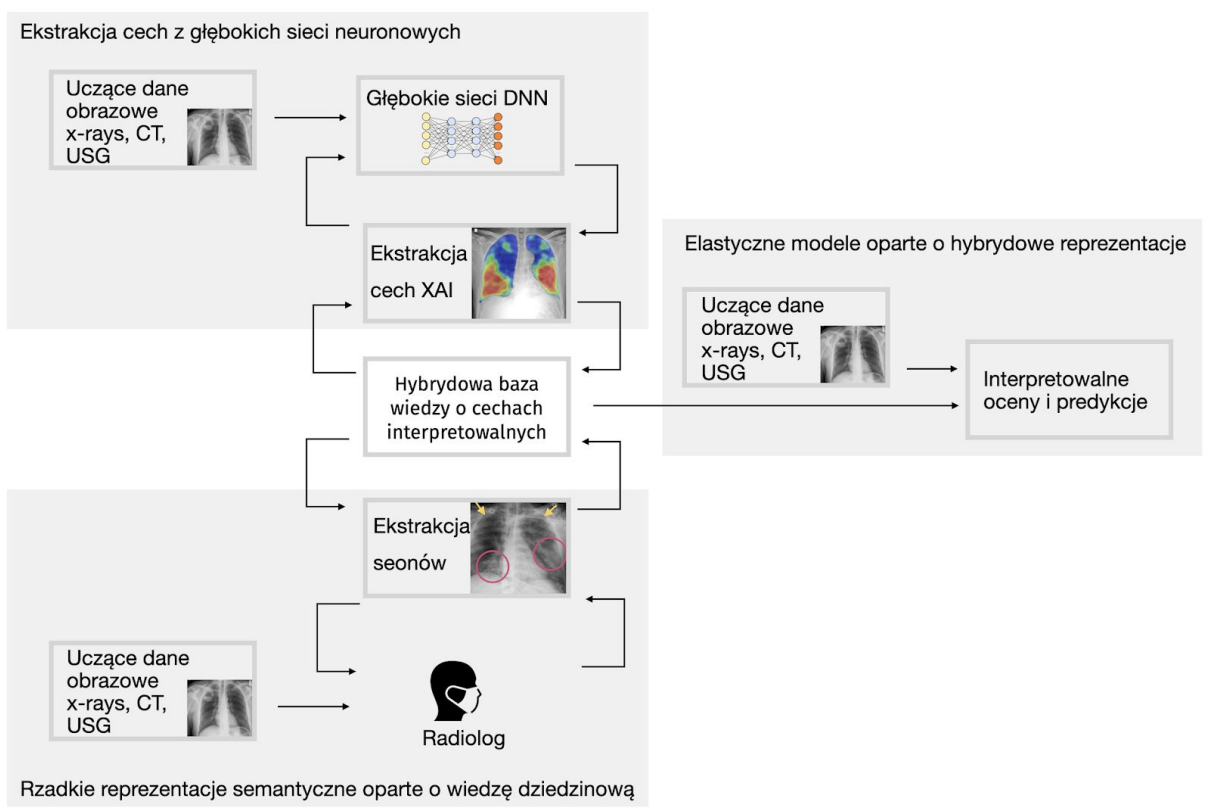 Ekstrakcja cech z głębokich sieci neuronowych
Uczące dane
obrazowe
x-rays, CT,
USG
Głębokie sieci DNN
Ekstrakcja
cech XAI
Elastyczne modele oparte o hybrydowe reprezentacje
Uczące dane
obrazowe
x-rays, CT,
USG
Interpretowalne
oceny i predykcje
Hybrydowa baza
wiedzy o cechach
interpretowalnych
Ekstrakcja
seonów
Uczące dane
obrazowe
x-rays, CT,
USG
Radiolog
Rzadkie reprezentacje semantyczne oparte o wiedzę dziedzinową